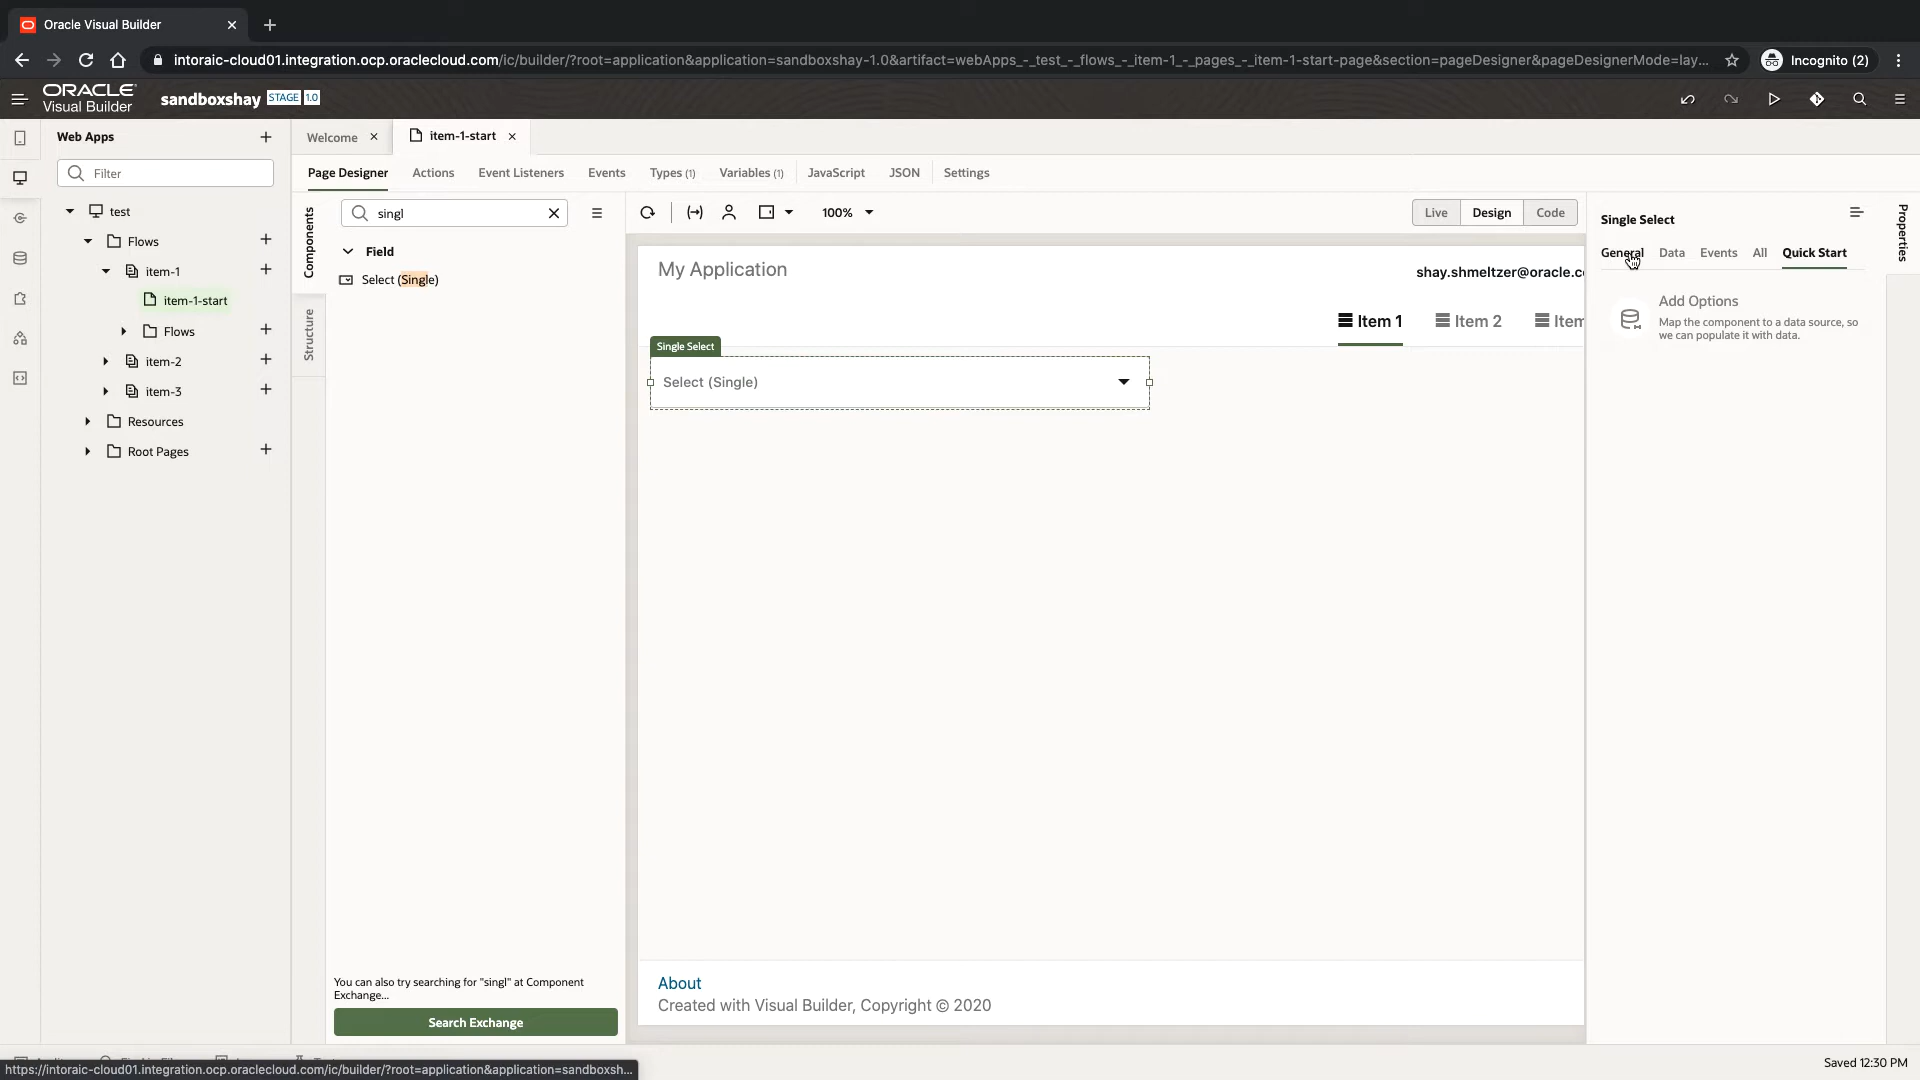 Oracle Visual Builder
intoraic-cloud01.integration.ocp.oraclecloud.com/ic/builder/?root=application&application=sandboxshay-1.0&artifact=webApps_-_test_-_flows_-_item-1_-_pages_-_item-1-start-page&section=pageDesigner&pageDesignerMode=lay...
Incognito (2)
ORACLE
Visual Builder
sandboxshay STAGE 1.0
Web Apps
Filter
test
Flows
item-1
item-1-start
Flows
item-2
item-3
Resources
Root Pages
Welcome
item-1-start
Page Designer
Actions
Event Listeners
Events
Types (1)
Variables (1)
JavaScript
JSON
Settings
Components
Structure
singl
Field
Select (Single)
You can also try searching for "singl" at Component
Exchange...
Search Exchange
100%
Live
Design
Code
My Application
shay.shmeltzer@oracle.c
Item 1
Item 2
Item
Single Select
Select (Single)
About
Created with Visual Builder, Copyright © 2020
Single Select
General
Data
Events
All
Quick Start
Add Options
Map the component to a data source, so
we can populate it with data.
Properties
Saved 12:30 PM
https://intoraic-cloud01.integration.ocp.oraclecloud.com/ic/builder/?root=application&application=sandboxsh...